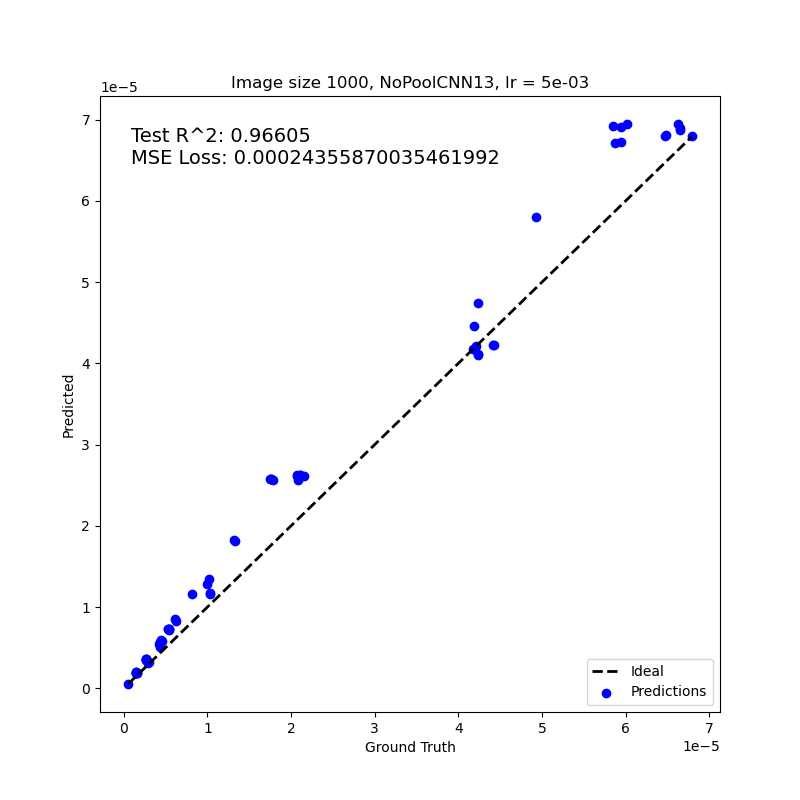 Image size 1000, NoPoolCNN13, lr = 5e-03
1e−5
Test R^2: 0.96605
MSE Loss: 0.00024355870035461992
7
6
5
4
3
2
1
0
Predicted
Ideal
Predictions
0 1 2 3 4 5 6 7
1e−5
Ground Truth